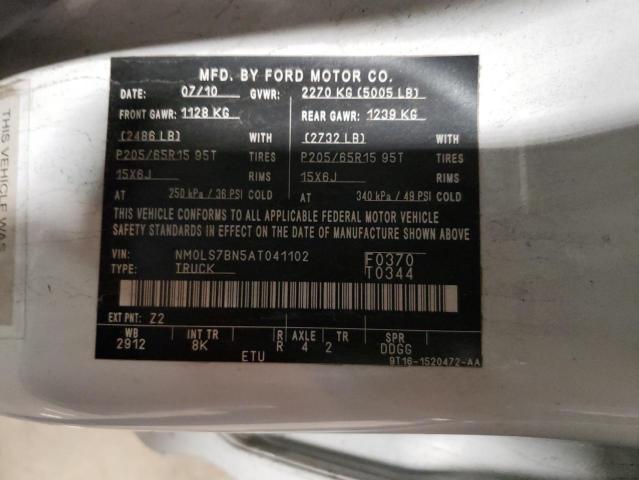 MFD. BY FORD MOTOR CO.
DATE: 07/10 GVWR: 2270 KG (5005 LB)
FRONT GAWR: 1128 KG REAR GAWR: 1239 KG
(2486 LB) WITH (2732 LB) WITH
P205/65R15 95T TIRES P205/65R15 95T TIRES
15X6J RIMS 15X6J RIMS
AT 250 kPa / 36 PSI COLD AT 340 kPa / 49 PSI COLD
THIS VEHICLE CONFORMS TO ALL APPLICABLE FEDERAL MOTOR VEHICLE
SAFETY STANDARDS IN EFFECT ON THE DATE OF MANUFACTURE SHOWN ABOVE
VIN: NM0LS7BN5AT041102 F0370
TYPE: TRUCK T0344
EXT PNT: Z2
WB INT TR R AXLE TR SPR
2912 8K R 4 2 DDGG
ETU 9T16-1520472-AA
THIS VEHICLE WAS